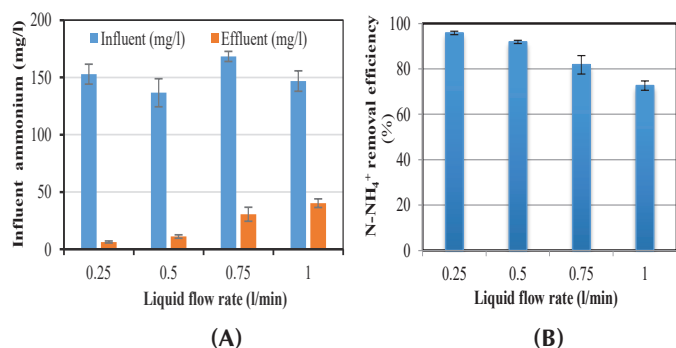 200
150
100
50
0
Influent (mg/l) Effluent (mg/l)
Influent ammonium (mg/l)
0.25 0.5 0.75 1
Liquid flow rate (l/min)
(A)
100
80
60
40
20
0
N-NH₄⁺ removal efficiency
(%)
0.25 0.5 0.75 1
Liquid flow rate (l/min)
(B)